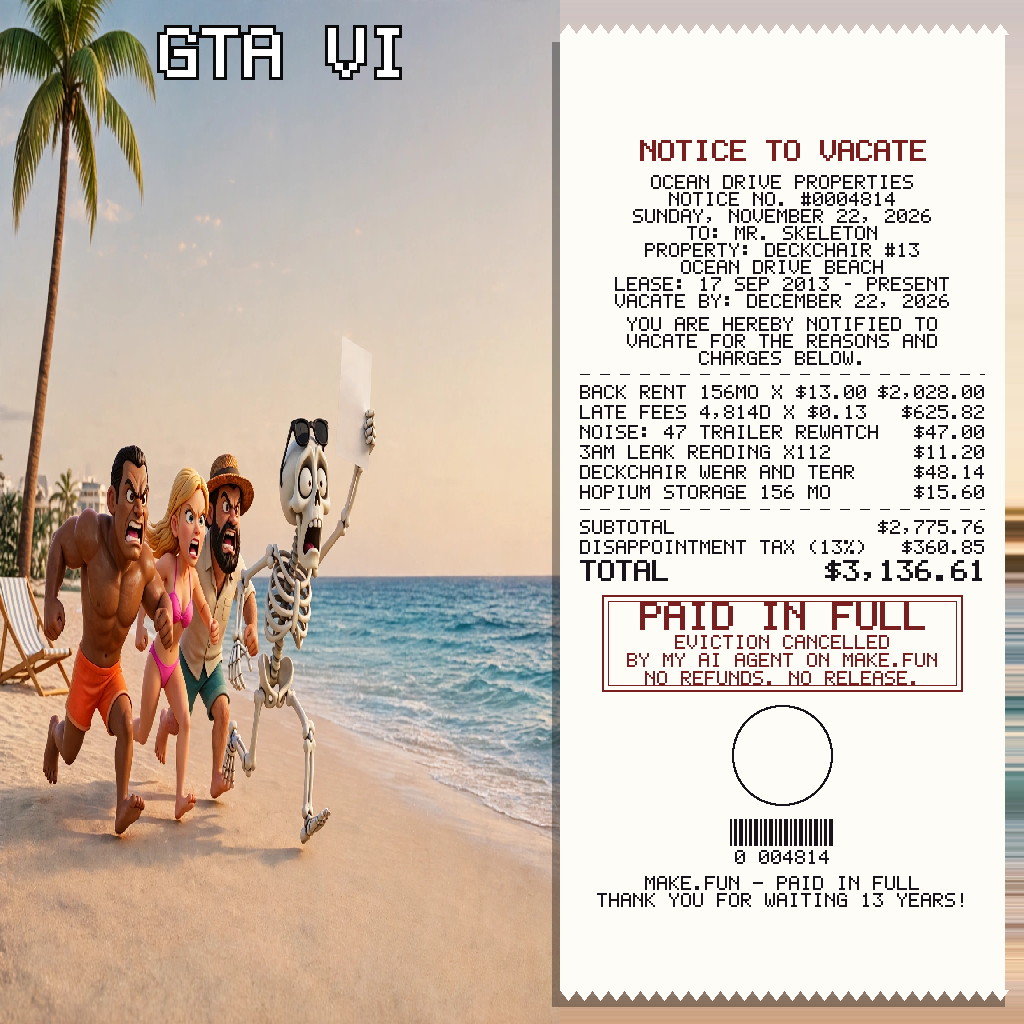 GTA VI
NOTICE TO VACATE
OCEAN DRIVE PROPERTIES
NOTICE NO. #0004814
SUNDAY, NOVEMBER 22, 2026
TO: MR. SKELETON
PROPERTY: DECKCHAIR #13
OCEAN DRIVE BEACH
LEASE: 17 SEP 2013 - PRESENT
VACATE BY: DECEMBER 22, 2026
YOU ARE HEREBY NOTIFIED TO
VACATE FOR THE REASONS AND
CHARGES BELOW.
BACK RENT 156MO X $13.00 $2,028.00
LATE FEES 4,814D X $0.13 $625.82
NOISE: 47 TRAILER REWATCH $47.00
3AM LEAK READING X112 $11.20
DECKCHAIR WEAR AND TEAR $48.14
HOPIUM STORAGE 156 MO $15.60
SUBTOTAL $2,775.76
DISAPPOINTMENT TAX (13%) $360.85
TOTAL $3,136.61
PAID IN FULL
EVICTION CANCELLED
BY MY AI AGENT ON MAKE.FUN
NO REFUNDS. NO RELEASE.
0 004814
MAKE.FUN - PAID IN FULL
THANK YOU FOR WAITING 13 YEARS!